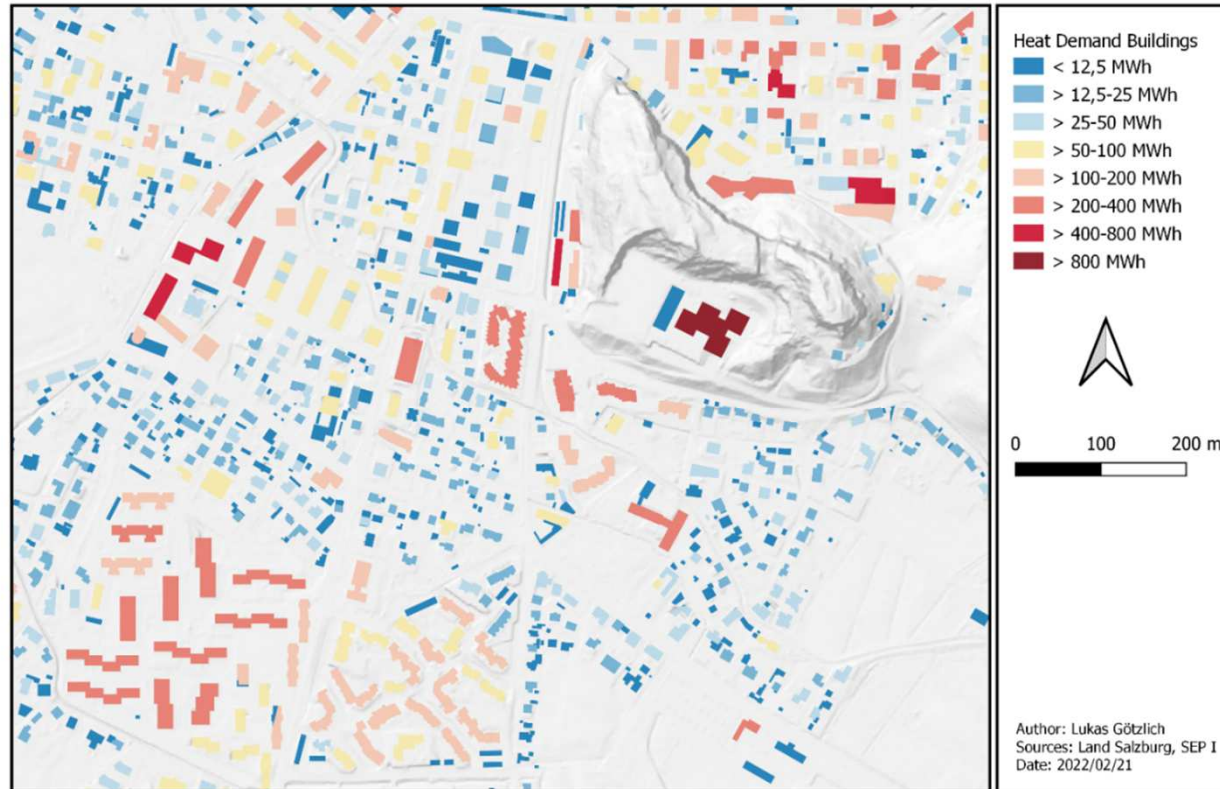 Heat Demand Buildings
< 12,5 MWh
> 12,5-25 MWh
> 25-50 MWh
> 50-100 MWh
> 100-200 MWh
> 200-400 MWh
> 400-800 MWh
> 800 MWh
0 100 200 m
Author: Lukas Götzlich
Sources: Land Salzburg, SEP I
Date: 2022/02/21